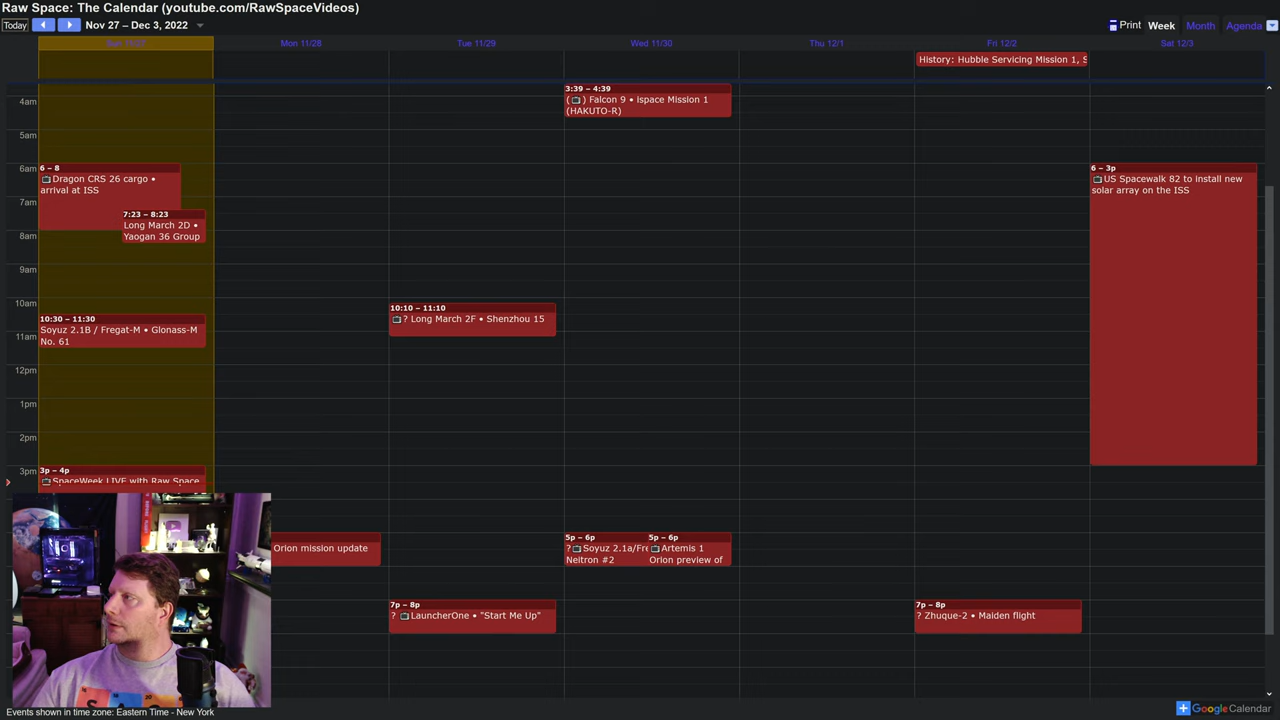 Raw Space: The Calendar (youtube.com/RawSpaceVideos)
Today
Nov 27 – Dec 3, 2022
Print
Week
Month
Agenda
Sun 11/27
Mon 11/28
Tue 11/29
Wed 11/30
Thu 12/1
Fri 12/2
Sat 12/3
History: Hubble Servicing Mission 1, S
4am
5am
6am
7am
8am
9am
10am
11am
12pm
1pm
2pm
3pm
6 – 8
Dragon CRS 26 cargo •
arrival at ISS
7:23 – 8:23
Long March 2D •
Yaogan 36 Group
10:30 – 11:30
Soyuz 2.1B / Fregat-M • Glonass-M
No. 61
3p – 4p
SpaceWeek LIVE with Raw Space
Orion mission update
10:10 – 11:10
? Long March 2F • Shenzhou 15
7p – 8p
? LauncherOne • "Start Me Up"
3:39 – 4:39
( ) Falcon 9 • ispace Mission 1
(HAKUTO-R)
5p – 6p
? Soyuz 2.1a/Fre
Neitron #2
5p – 6p
Artemis 1
Orion preview of
7p – 8p
? Zhuque-2 • Maiden flight
6 – 3p
US Spacewalk 82 to install new
solar array on the ISS
Events shown in time zone: Eastern Time - New York
Google Calendar